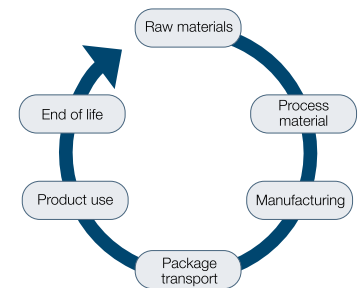 Raw materials
Process
material
Manufacturing
Package
transport
Product use
End of life